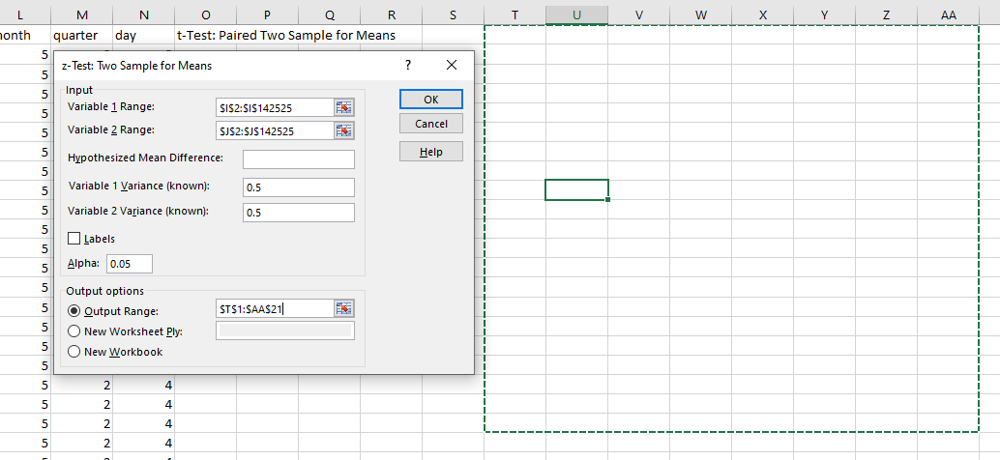 L M N O P Q R S T U V W X Y Z AA
onth quarter day t-Test: Paired Two Sample for Means
5
z-Test: Two Sample for Means ? ✕
5
Input
5
Variable 1 Range: $I$2:$I$142525 OK
5
Variable 2 Range: $J$2:$J$142525 Cancel
5
Hypothesized Mean Difference: Help
5
5
Variable 1 Variance (known): 0.5
5
Variable 2 Variance (known): 0.5
5
5
Labels
5
Alpha: 0.05
5
5
Output options
5
Output Range: $T$1:$AA$21
5
New Worksheet Ply:
5
New Workbook
5
5
5 2 4
5 2 4
5 2 4
5 2 4